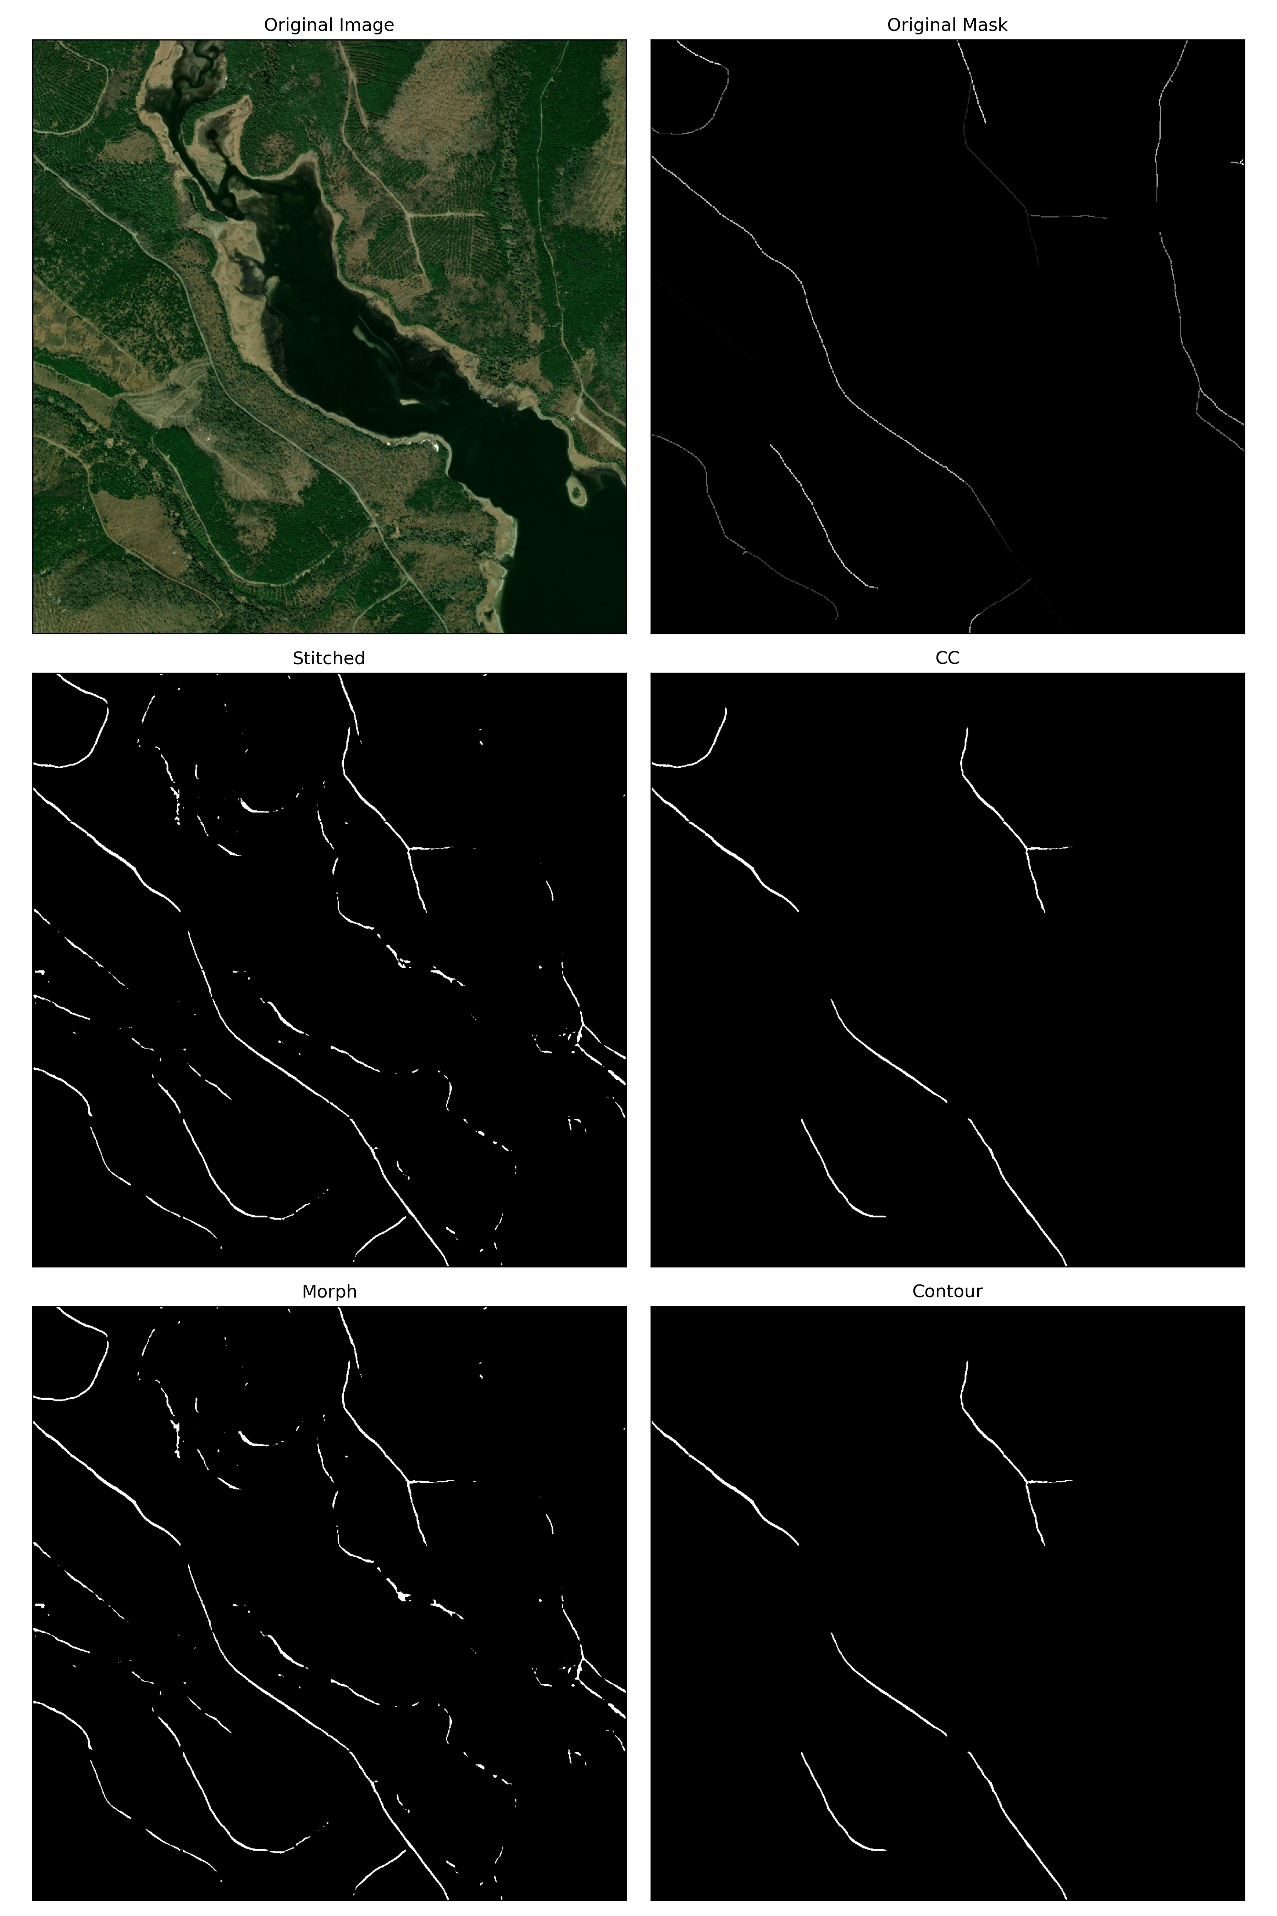 Original Image
Original Mask
Stitched
CC
Morph
Contour